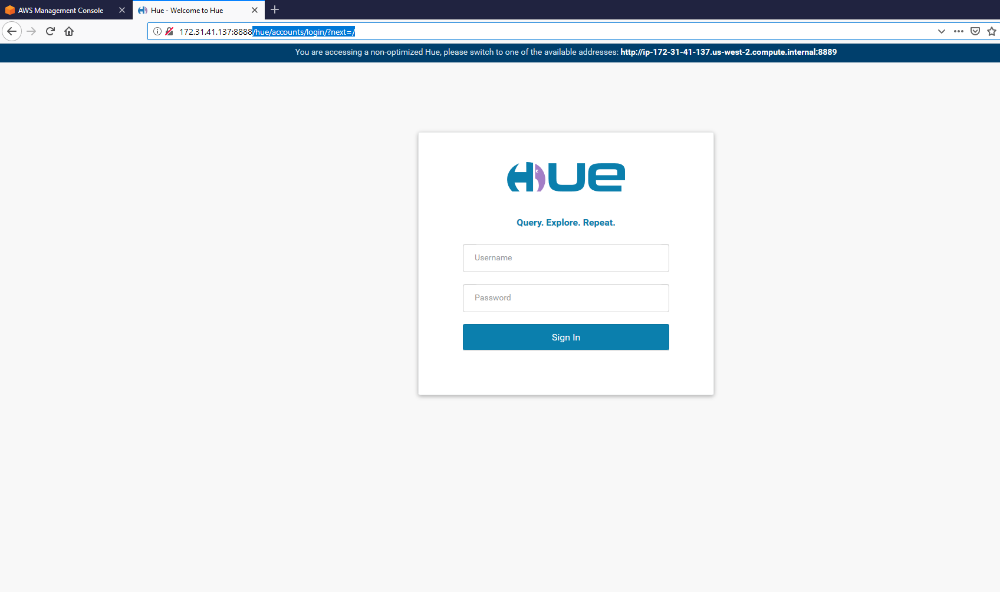 AWS Management Console
Hue - Welcome to Hue
172.31.41.137:8888/hue/accounts/login/?next=/
You are accessing a non-optimized Hue, please switch to one of the available addresses: http://ip-172-31-41-137.us-west-2.compute.internal:8889
HUE
Query. Explore. Repeat.
Username
Password
Sign In